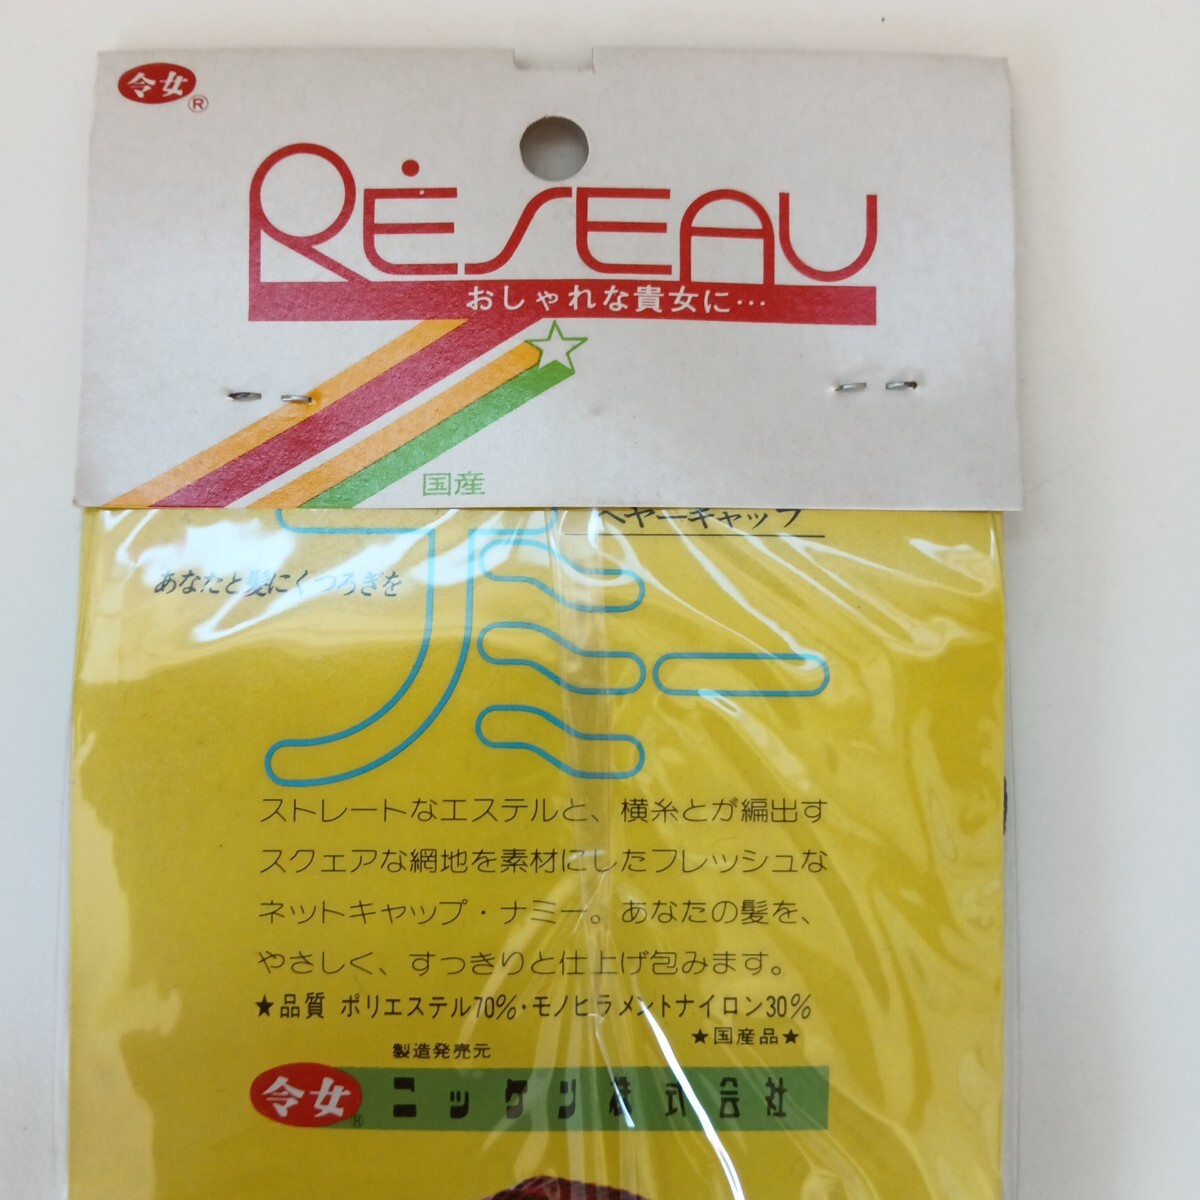 令女®
RĖSEAU
おしゃれな貴女に…
国産
ヘヤーキャップ
あなたと髪にくつろぎを
ナミー
ストレートなエステルと、横糸とが編出す
スクェアな網地を素材にしたフレッシュな
ネットキャップ・ナミー。あなたの髪を、
やさしく、すっきりと仕上げ包みます。
★品質 ポリエステル70%・モノヒラメントナイロン30%
★国産品★
製造発売元
令女® ニッケン株式会社